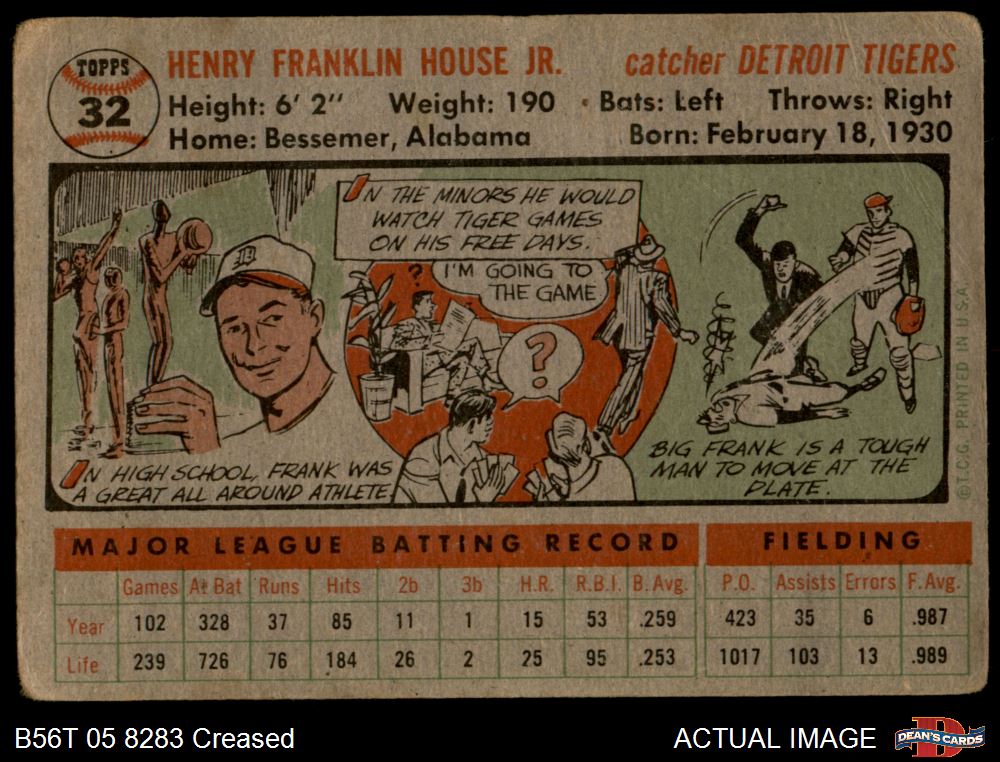 TOPPS
32
HENRY FRANKLIN HOUSE JR. catcher DETROIT TIGERS
Height: 6' 2" Weight: 190 • Bats: Left Throws: Right
Home: Bessemer, Alabama Born: February 18, 1930
IN THE MINORS HE WOULD
WATCH TIGER GAMES
ON HIS FREE DAYS.
?
I'M GOING TO
THE GAME
?
D
IN HIGH SCHOOL, FRANK WAS
A GREAT ALL AROUND ATHLETE.
BIG FRANK IS A TOUGH
MAN TO MOVE AT THE
PLATE.
©T.C.G. PRINTED IN U.S.A.
MAJOR LEAGUE BATTING RECORD FIELDING
Games At Bat Runs Hits 2b 3b H.R. R.B.I. B. Avg. P.O. Assists Errors F. Avg.
Year 102 328 37 85 11 1 15 53 .259 423 35 6 .987
Life 239 726 76 184 26 2 25 95 .253 1017 103 13 .989
B56T 05 8283 Creased ACTUAL IMAGE
D
DEAN'S CARDS